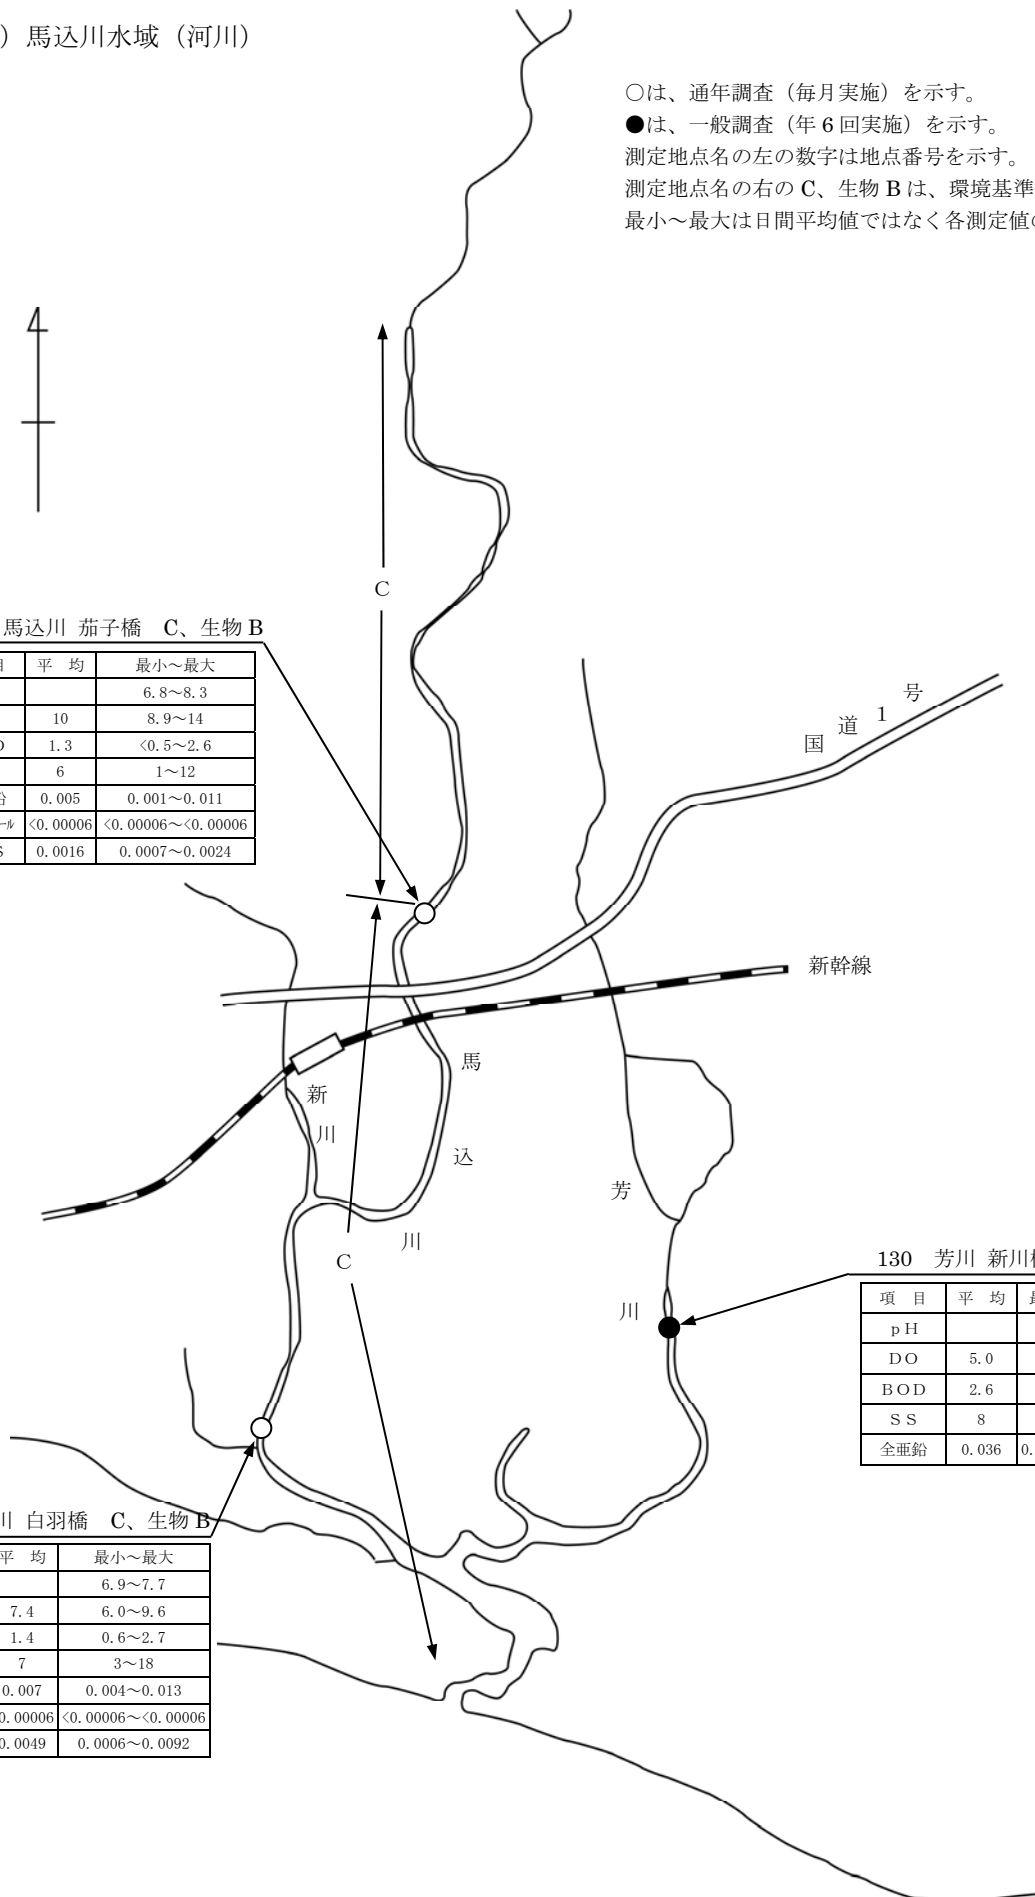 ）馬込川水域（河川）
○は、通年調査（毎月実施）を示す。
●は、一般調査（年 6 回実施）を示す。
測定地点名の左の数字は地点番号を示す。
測定地点名の右の C、生物 B は、環境基準
最小～最大は日間平均値ではなく各測定値の
C
馬込川 茄子橋　C、生物 B
目 平　均 最小～最大
6.8～8.3
10 8.9～14
D 1.3 <0.5～2.6
6 1～12
鉛 0.005 0.001～0.011
ール <0.00006 <0.00006～<0.00006
S 0.0016 0.0007～0.0024
国道 1 号
新幹線
新川
馬込川
芳川
C
130　芳川 新川橋
項　目 平　均 最
ｐH
DO 5.0
BOD 2.6
ＳＳ 8
全亜鉛 0.036 0.
川 白羽橋　C、生物 B
平　均 最小～最大
6.9～7.7
7.4 6.0～9.6
1.4 0.6～2.7
7 3～18
0.007 0.004～0.013
0.00006 <0.00006～<0.00006
0.0049 0.0006～0.0092